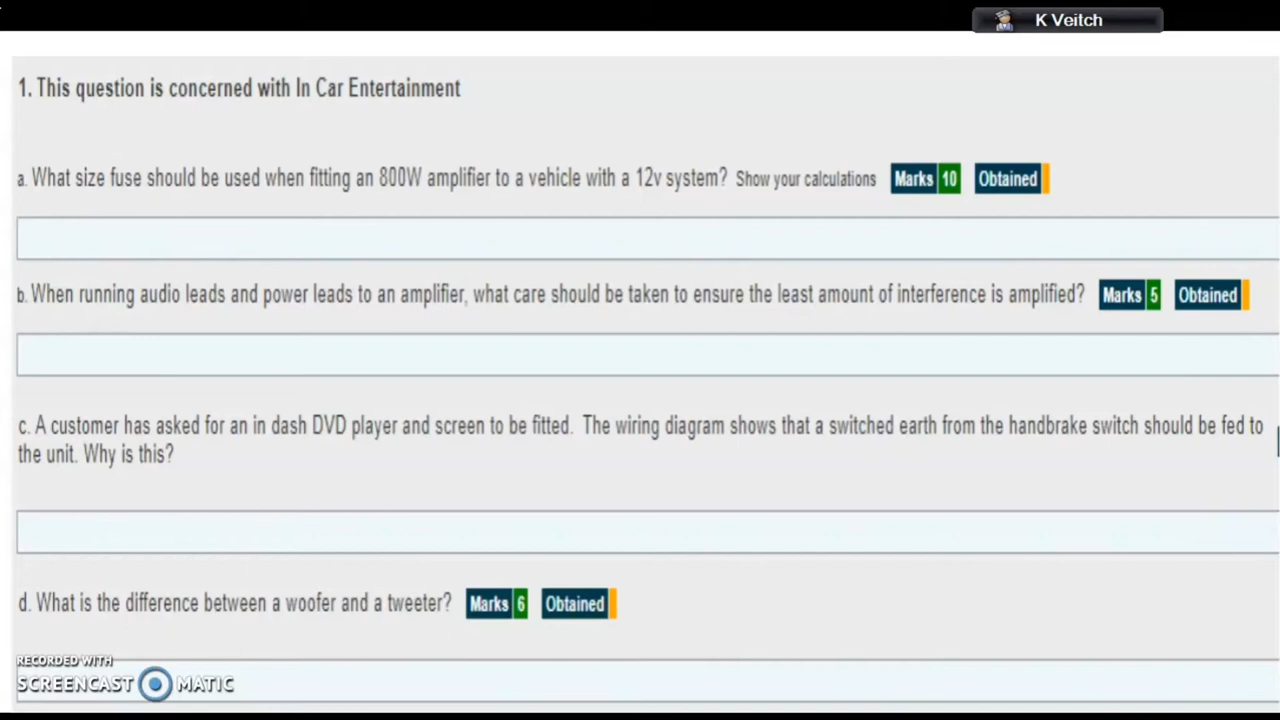 K Veitch
1. This question is concerned with In Car Entertainment
a. What size fuse should be used when fitting an 800W amplifier to a vehicle with a 12v system? Show your calculations Marks 10 Obtained
b. When running audio leads and power leads to an amplifier, what care should be taken to ensure the least amount of interference is amplified? Marks 5 Obtained
c. A customer has asked for an in dash DVD player and screen to be fitted. The wiring diagram shows that a switched earth from the handbrake switch should be fed to
the unit. Why is this?
d. What is the difference between a woofer and a tweeter? Marks 6 Obtained
RECORDED WITH
SCREENCAST MATIC